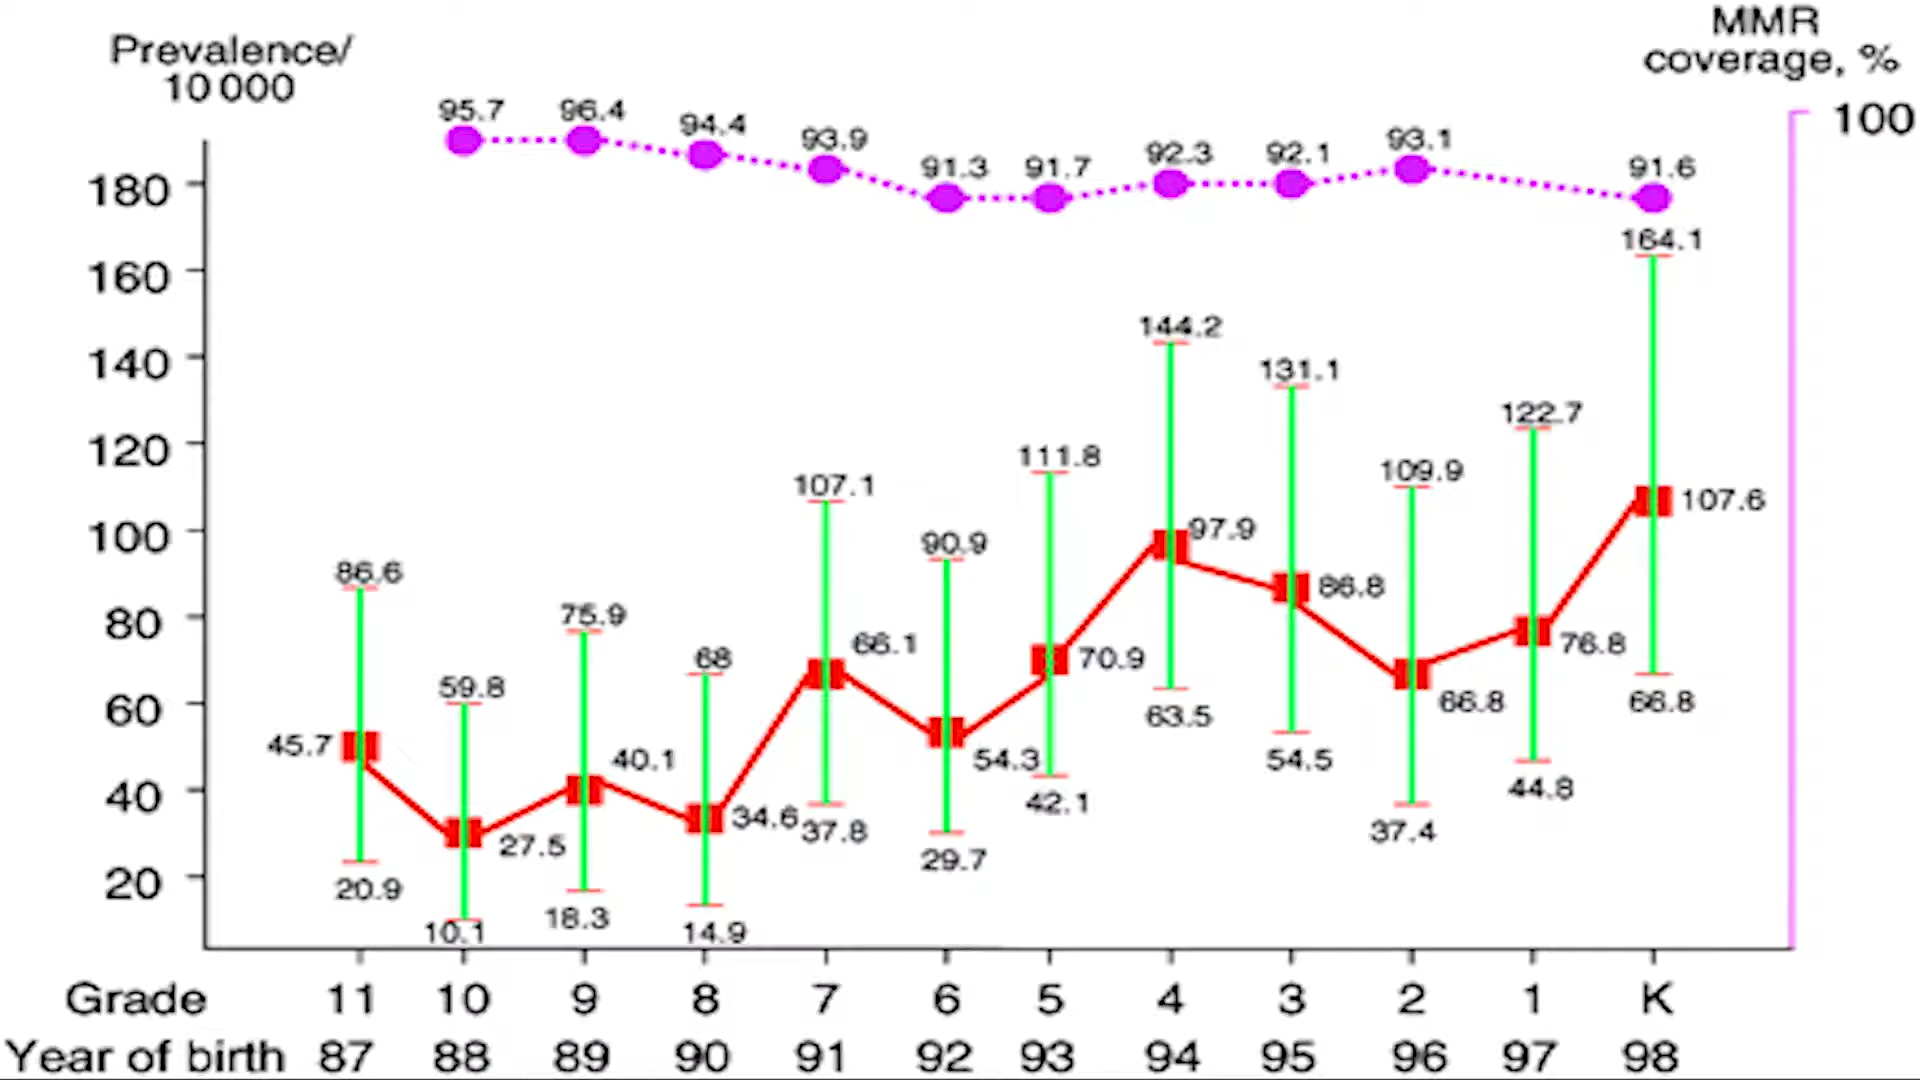 Prevalence/
10 000
MMR
coverage, %
100
95.7 96.4 94.4 93.9 91.3 91.7 92.3 92.1 93.1 91.6
180
160
140
120
100
80
60
40
20
86.6 59.8 75.9 68 107.1 90.9 111.8 144.2 131.1 109.9 122.7 164.1
45.7 27.5 40.1 34.6 66.1 54.3 70.9 97.9 86.8 66.8 76.8 107.6
20.9 10.1 18.3 14.9 37.8 29.7 42.1 63.5 54.5 37.4 44.8 66.8
Grade 11 10 9 8 7 6 5 4 3 2 1 K
Year of birth 87 88 89 90 91 92 93 94 95 96 97 98